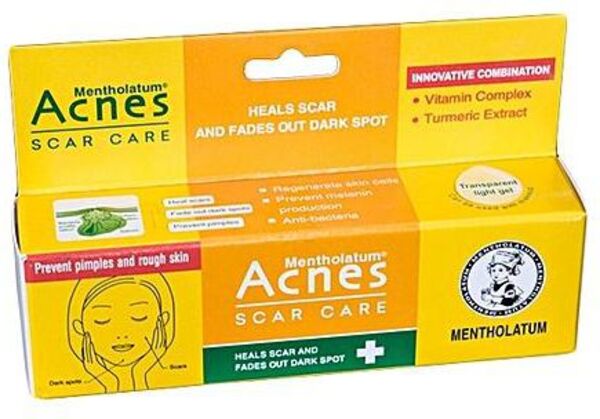 Mentholatum®
Acnes
SCAR CARE
HEALS SCAR
AND FADES OUT DARK SPOT
INNOVATIVE COMBINATION
• Vitamin Complex
• Turmeric Extract
Heal scars
Fade out dark spots
Prevent pimples
Regenerate skin cells
Prevent melanin
production
Anti-bacteria
Transparent
light gel
Prevent pimples and rough skin
Dark spots
Scars
Mentholatum®
Acnes
SCAR CARE
HEALS SCAR AND
FADES OUT DARK SPOT
MENTHOLATUM MENTHOLATUM
MENTHOLATUM